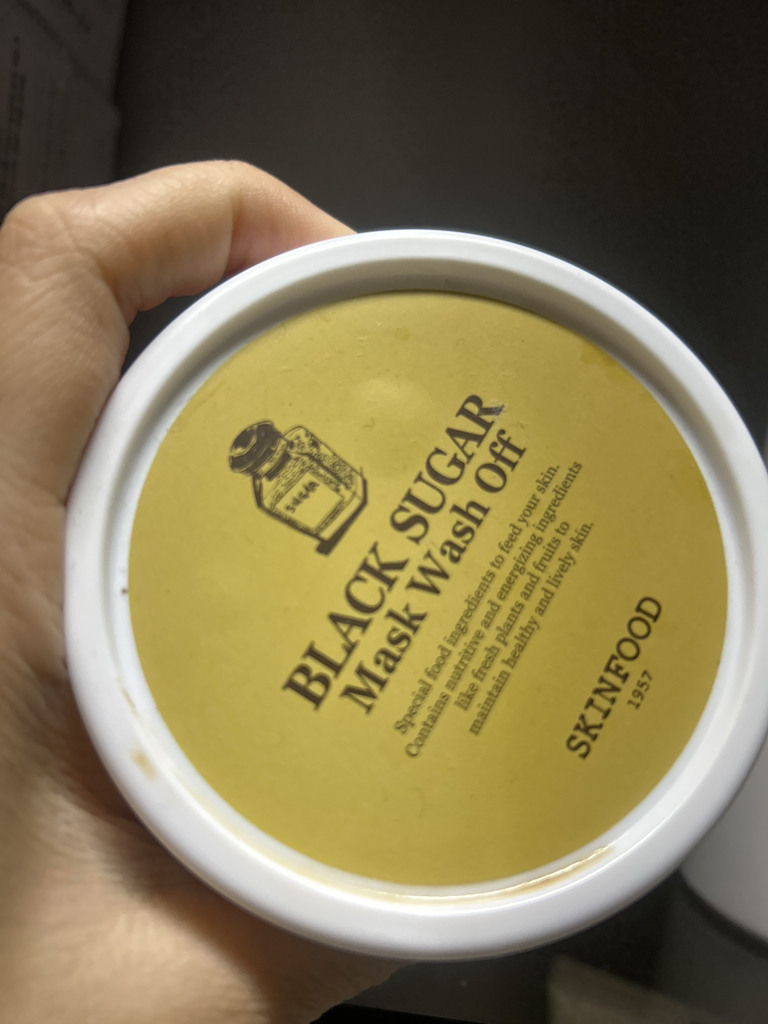 SUGAR
BLACK SUGAR
Mask Wash Off
Special food ingredients to feed your skin.
Contains nutritive and energizing ingredients
like fresh plants and fruits to
maintain healthy and lively skin.
SKINFOOD
1957